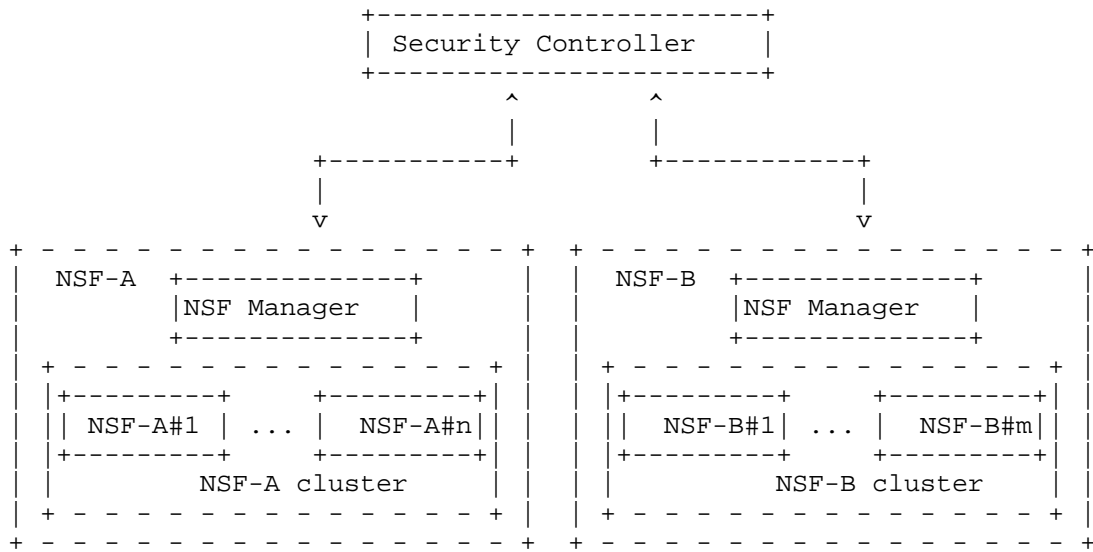 Security Controller
NSF-A NSF-B
NSF Manager NSF Manager
NSF-A#1 ... NSF-A#n NSF-B#1 ... NSF-B#m
NSF-A cluster NSF-B cluster